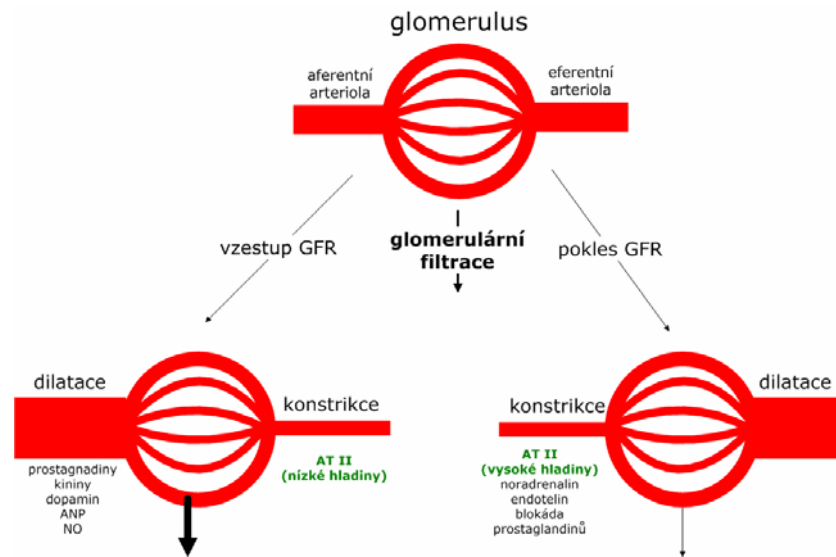 glomerulus
aferentní
arteriola
eferentní
arteriola
vzestup GFR
glomerulární
filtrace
pokles GFR
dilatace
konstrikce
prostagnadiny
kininy
dopamin
ANP
NO
AT II
(nízké hladiny)
konstrikce
dilatace
AT II
(vysoké hladiny)
noradrenalin
endotelin
blokáda
prostaglandinů